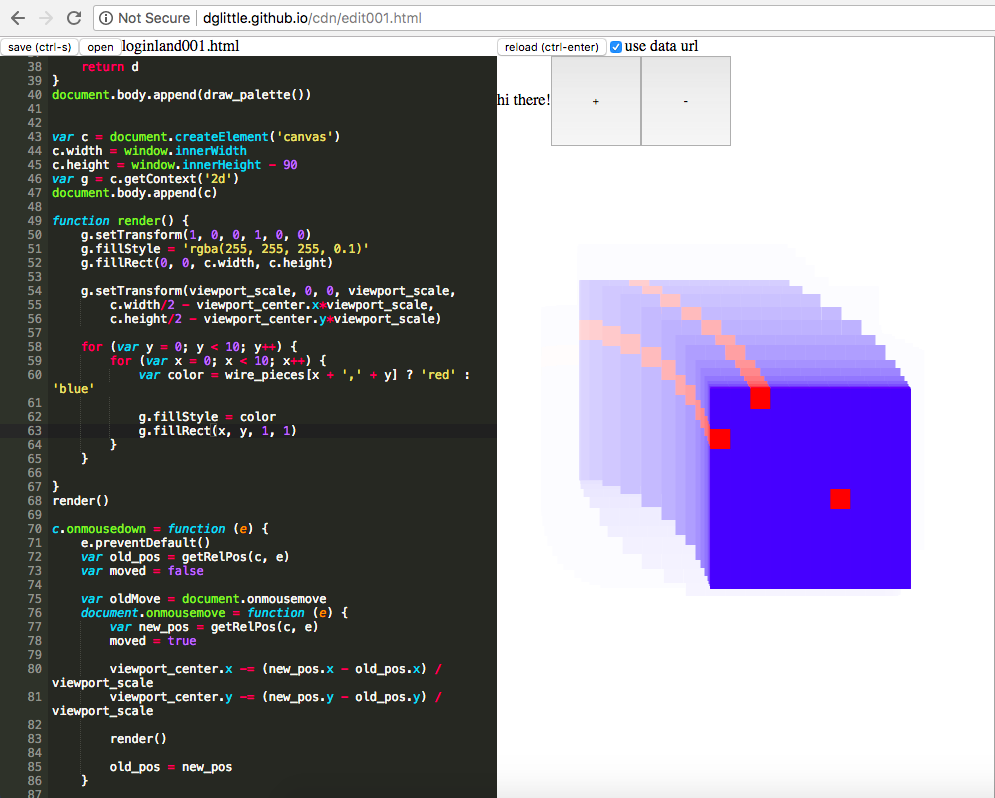 Not Secure | dglittle.github.io/cdn/edit001.html
save (ctrl-s) open loginland001.html
reload (ctrl-enter) use data url
38 return d
39 }
40 document.body.append(draw_palette())
41
42
43 var c = document.createElement('canvas')
44 c.width = window.innerWidth
45 c.height = window.innerHeight - 90
46 var g = c.getContext('2d')
47 document.body.append(c)
48
49 function render() {
50 g.setTransform(1, 0, 0, 1, 0, 0)
51 g.fillStyle = 'rgba(255, 255, 255, 0.1)'
52 g.fillRect(0, 0, c.width, c.height)
53
54 g.setTransform(viewport_scale, 0, 0, viewport_scale,
55 c.width/2 - viewport_center.x*viewport_scale,
56 c.height/2 - viewport_center.y*viewport_scale)
57
58 for (var y = 0; y < 10; y++) {
59 for (var x = 0; x < 10; x++) {
60 var color = wire_pieces[x + ',' + y] ? 'red' :
'blue'
61
62 g.fillStyle = color
63 g.fillRect(x, y, 1, 1)
64 }
65 }
66
67 }
68 render()
69
70 c.onmousedown = function (e) {
71 e.preventDefault()
72 var old_pos = getRelPos(c, e)
73 var moved = false
74
75 var oldMove = document.onmousemove
76 document.onmousemove = function (e) {
77 var new_pos = getRelPos(c, e)
78 moved = true
79
80 viewport_center.x -= (new_pos.x - old_pos.x) /
viewport_scale
81 viewport_center.y -= (new_pos.y - old_pos.y) /
viewport_scale
82
83 render()
84
85 old_pos = new_pos
86 }
87
hi there! + -